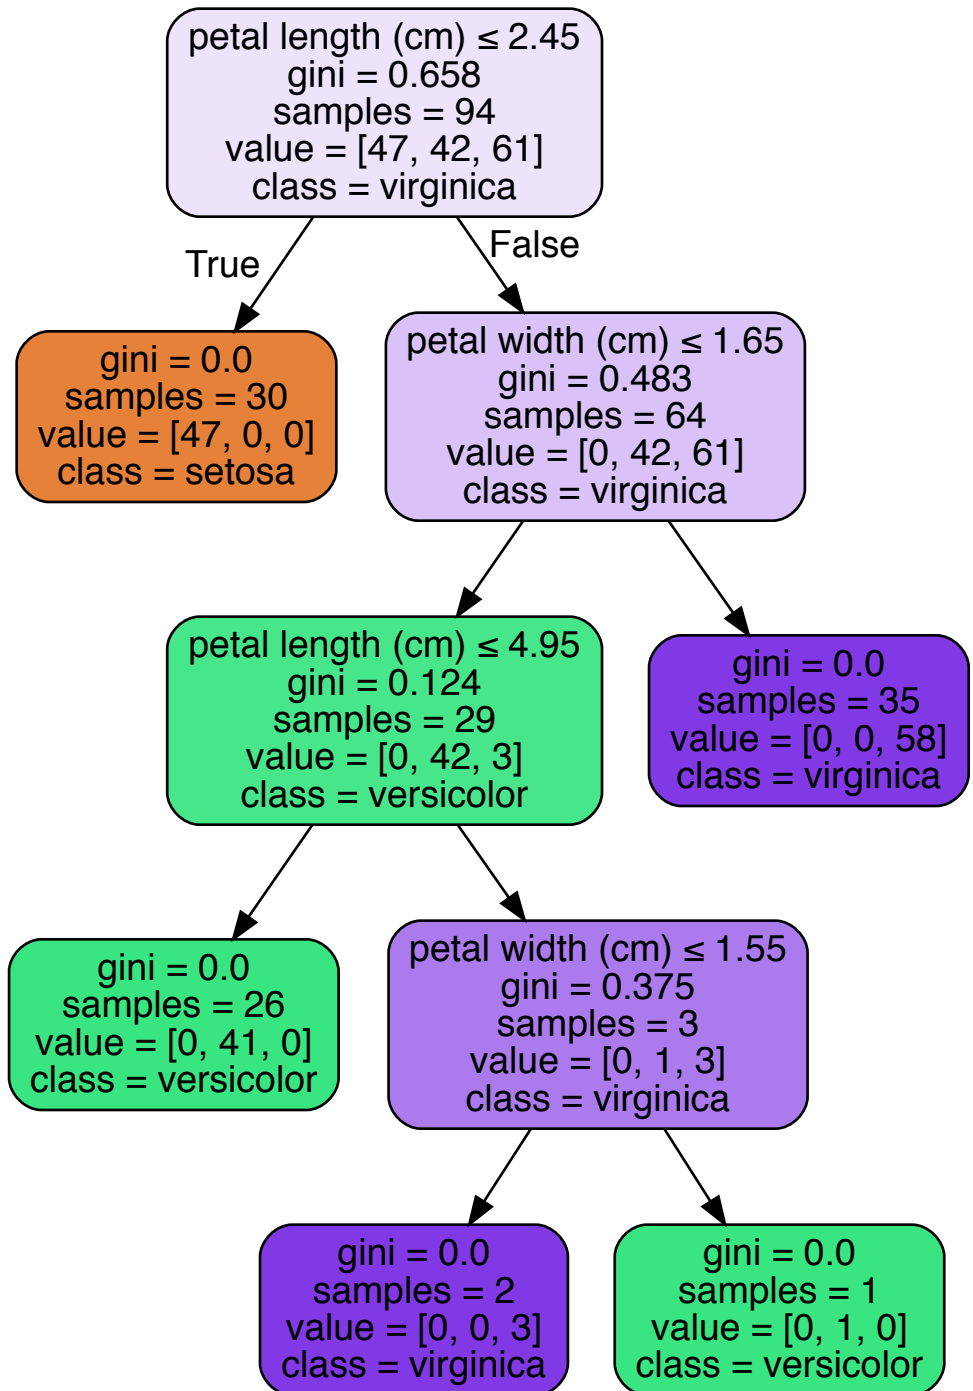 petal length (cm) ≤ 2.45
gini = 0.658
samples = 94
value = [47, 42, 61]
class = virginica
True
False
gini = 0.0
samples = 30
value = [47, 0, 0]
class = setosa
petal width (cm) ≤ 1.65
gini = 0.483
samples = 64
value = [0, 42, 61]
class = virginica
petal length (cm) ≤ 4.95
gini = 0.124
samples = 29
value = [0, 42, 3]
class = versicolor
gini = 0.0
samples = 35
value = [0, 0, 58]
class = virginica
gini = 0.0
samples = 26
value = [0, 41, 0]
class = versicolor
petal width (cm) ≤ 1.55
gini = 0.375
samples = 3
value = [0, 1, 3]
class = virginica
gini = 0.0
samples = 2
value = [0, 0, 3]
class = virginica
gini = 0.0
samples = 1
value = [0, 1, 0]
class = versicolor